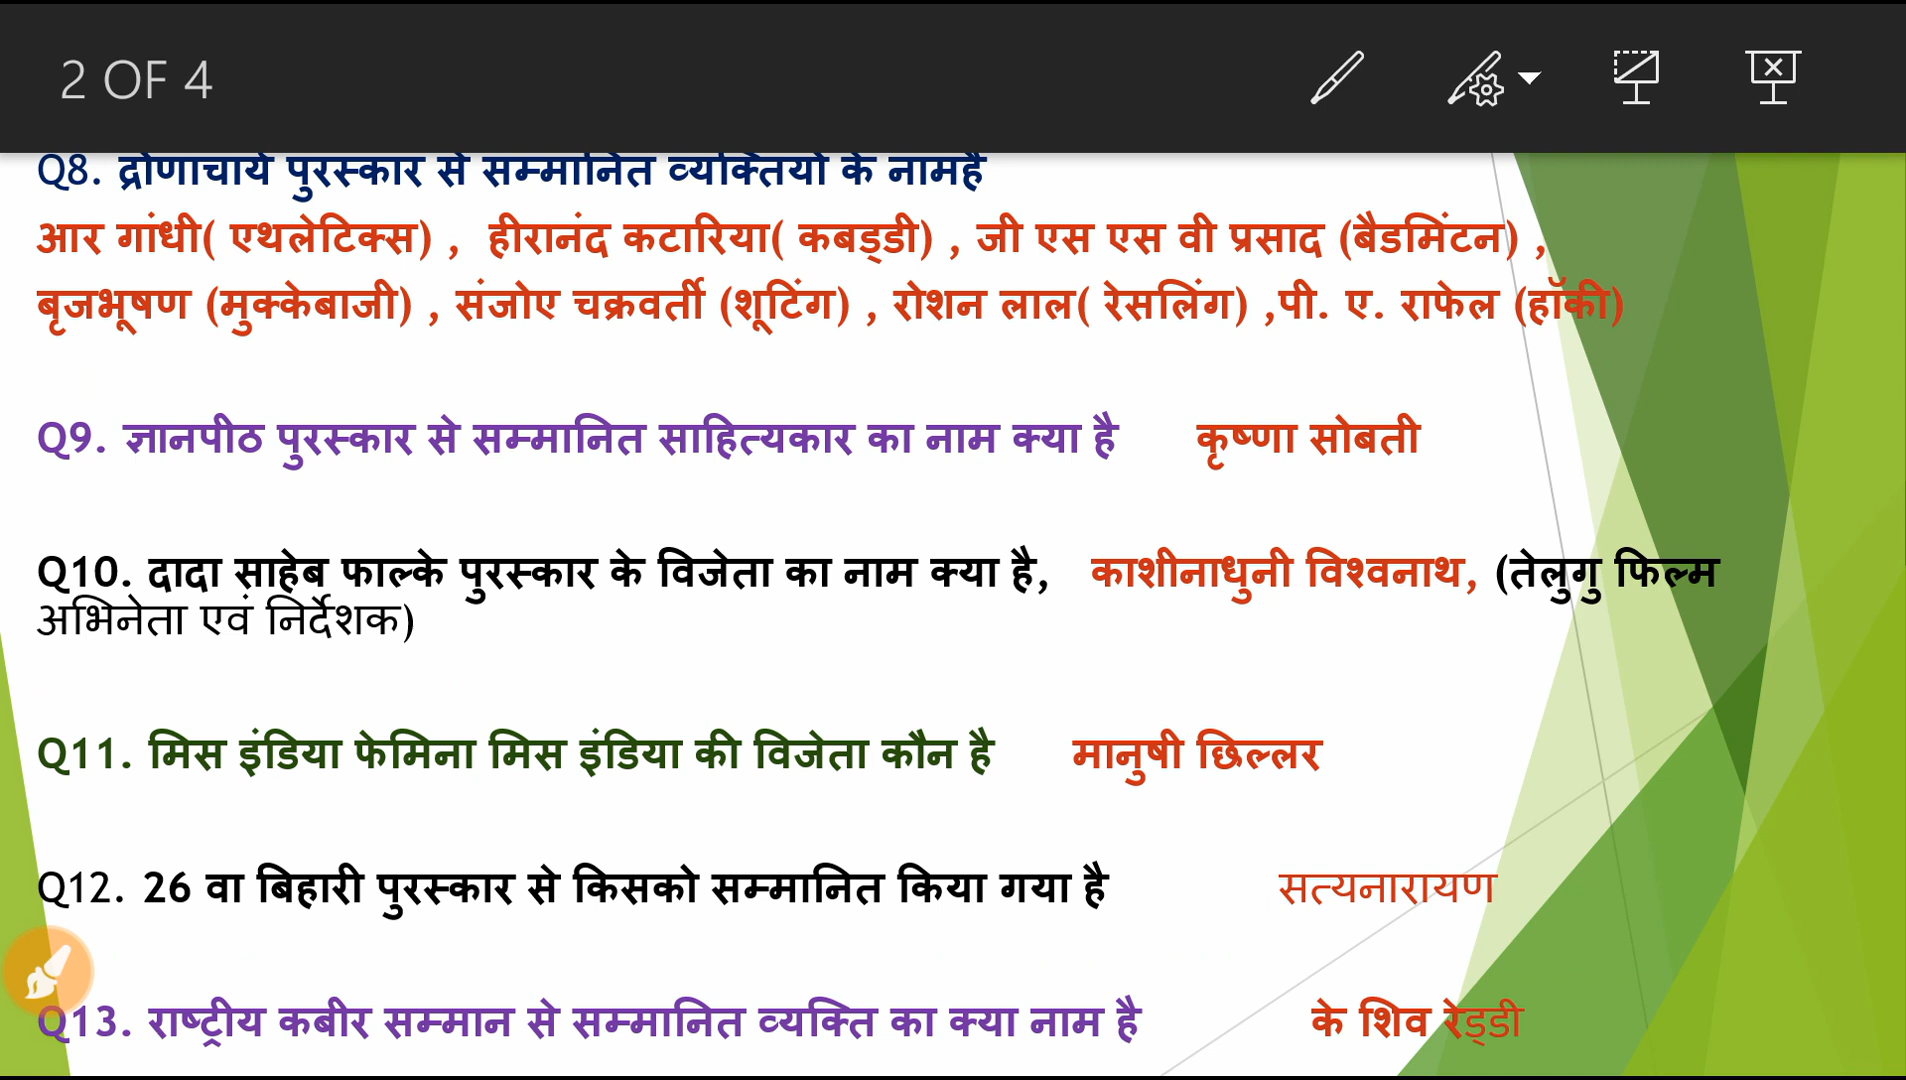 2 OF 4
Q8. द्रोणाचार्य पुरस्कार से सम्मानित व्यक्तियों के नामहैं
आर गांधी( एथलेटिक्स) , हीरानंद कटारिया( कबड्डी) , जी एस एस वी प्रसाद (बैडमिंटन) ,
बृजभूषण (मुक्केबाजी) , संजोए चक्रवर्ती (शूटिंग) , रोशन लाल( रेसलिंग) ,पी. ए. राफेल (हॉकी)
Q9. ज्ञानपीठ पुरस्कार से सम्मानित साहित्यकार का नाम क्या है कृष्णा सोबती
Q10. दादा साहेब फाल्के पुरस्कार के विजेता का नाम क्या है, काशीनाधुनी विश्वनाथ, (तेलुगु फिल्म
अभिनेता एवं निर्देशक)
Q11. मिस इंडिया फेमिना मिस इंडिया की विजेता कौन है मानुषी छिल्लर
Q12. 26 वा बिहारी पुरस्कार से किसको सम्मानित किया गया है सत्यनारायण
Q13. राष्ट्रीय कबीर सम्मान से सम्मानित व्यक्ति का क्या नाम है के शिव रेड्डी